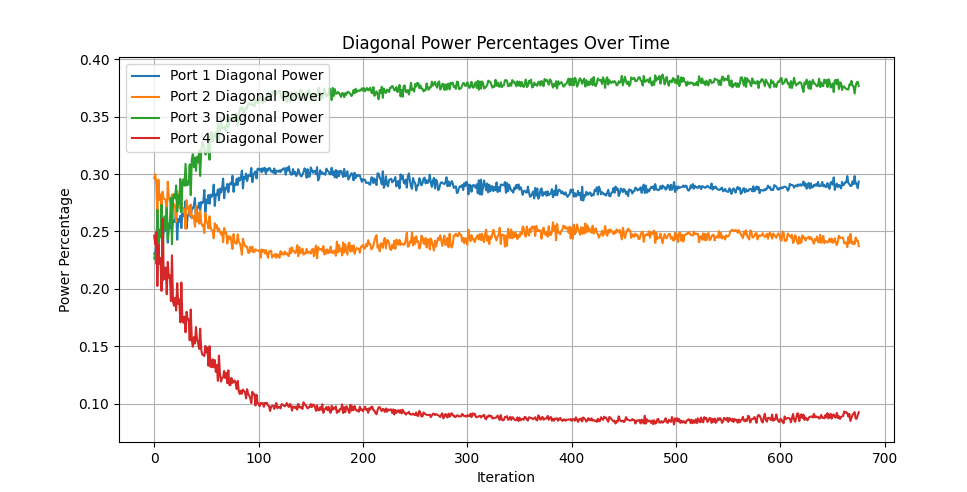 Diagonal Power Percentages Over Time
Port 1 Diagonal Power
Port 2 Diagonal Power
Port 3 Diagonal Power
Port 4 Diagonal Power
Power Percentage
0.40
0.35
0.30
0.25
0.20
0.15
0.10
0 100 200 300 400 500 600 700
Iteration